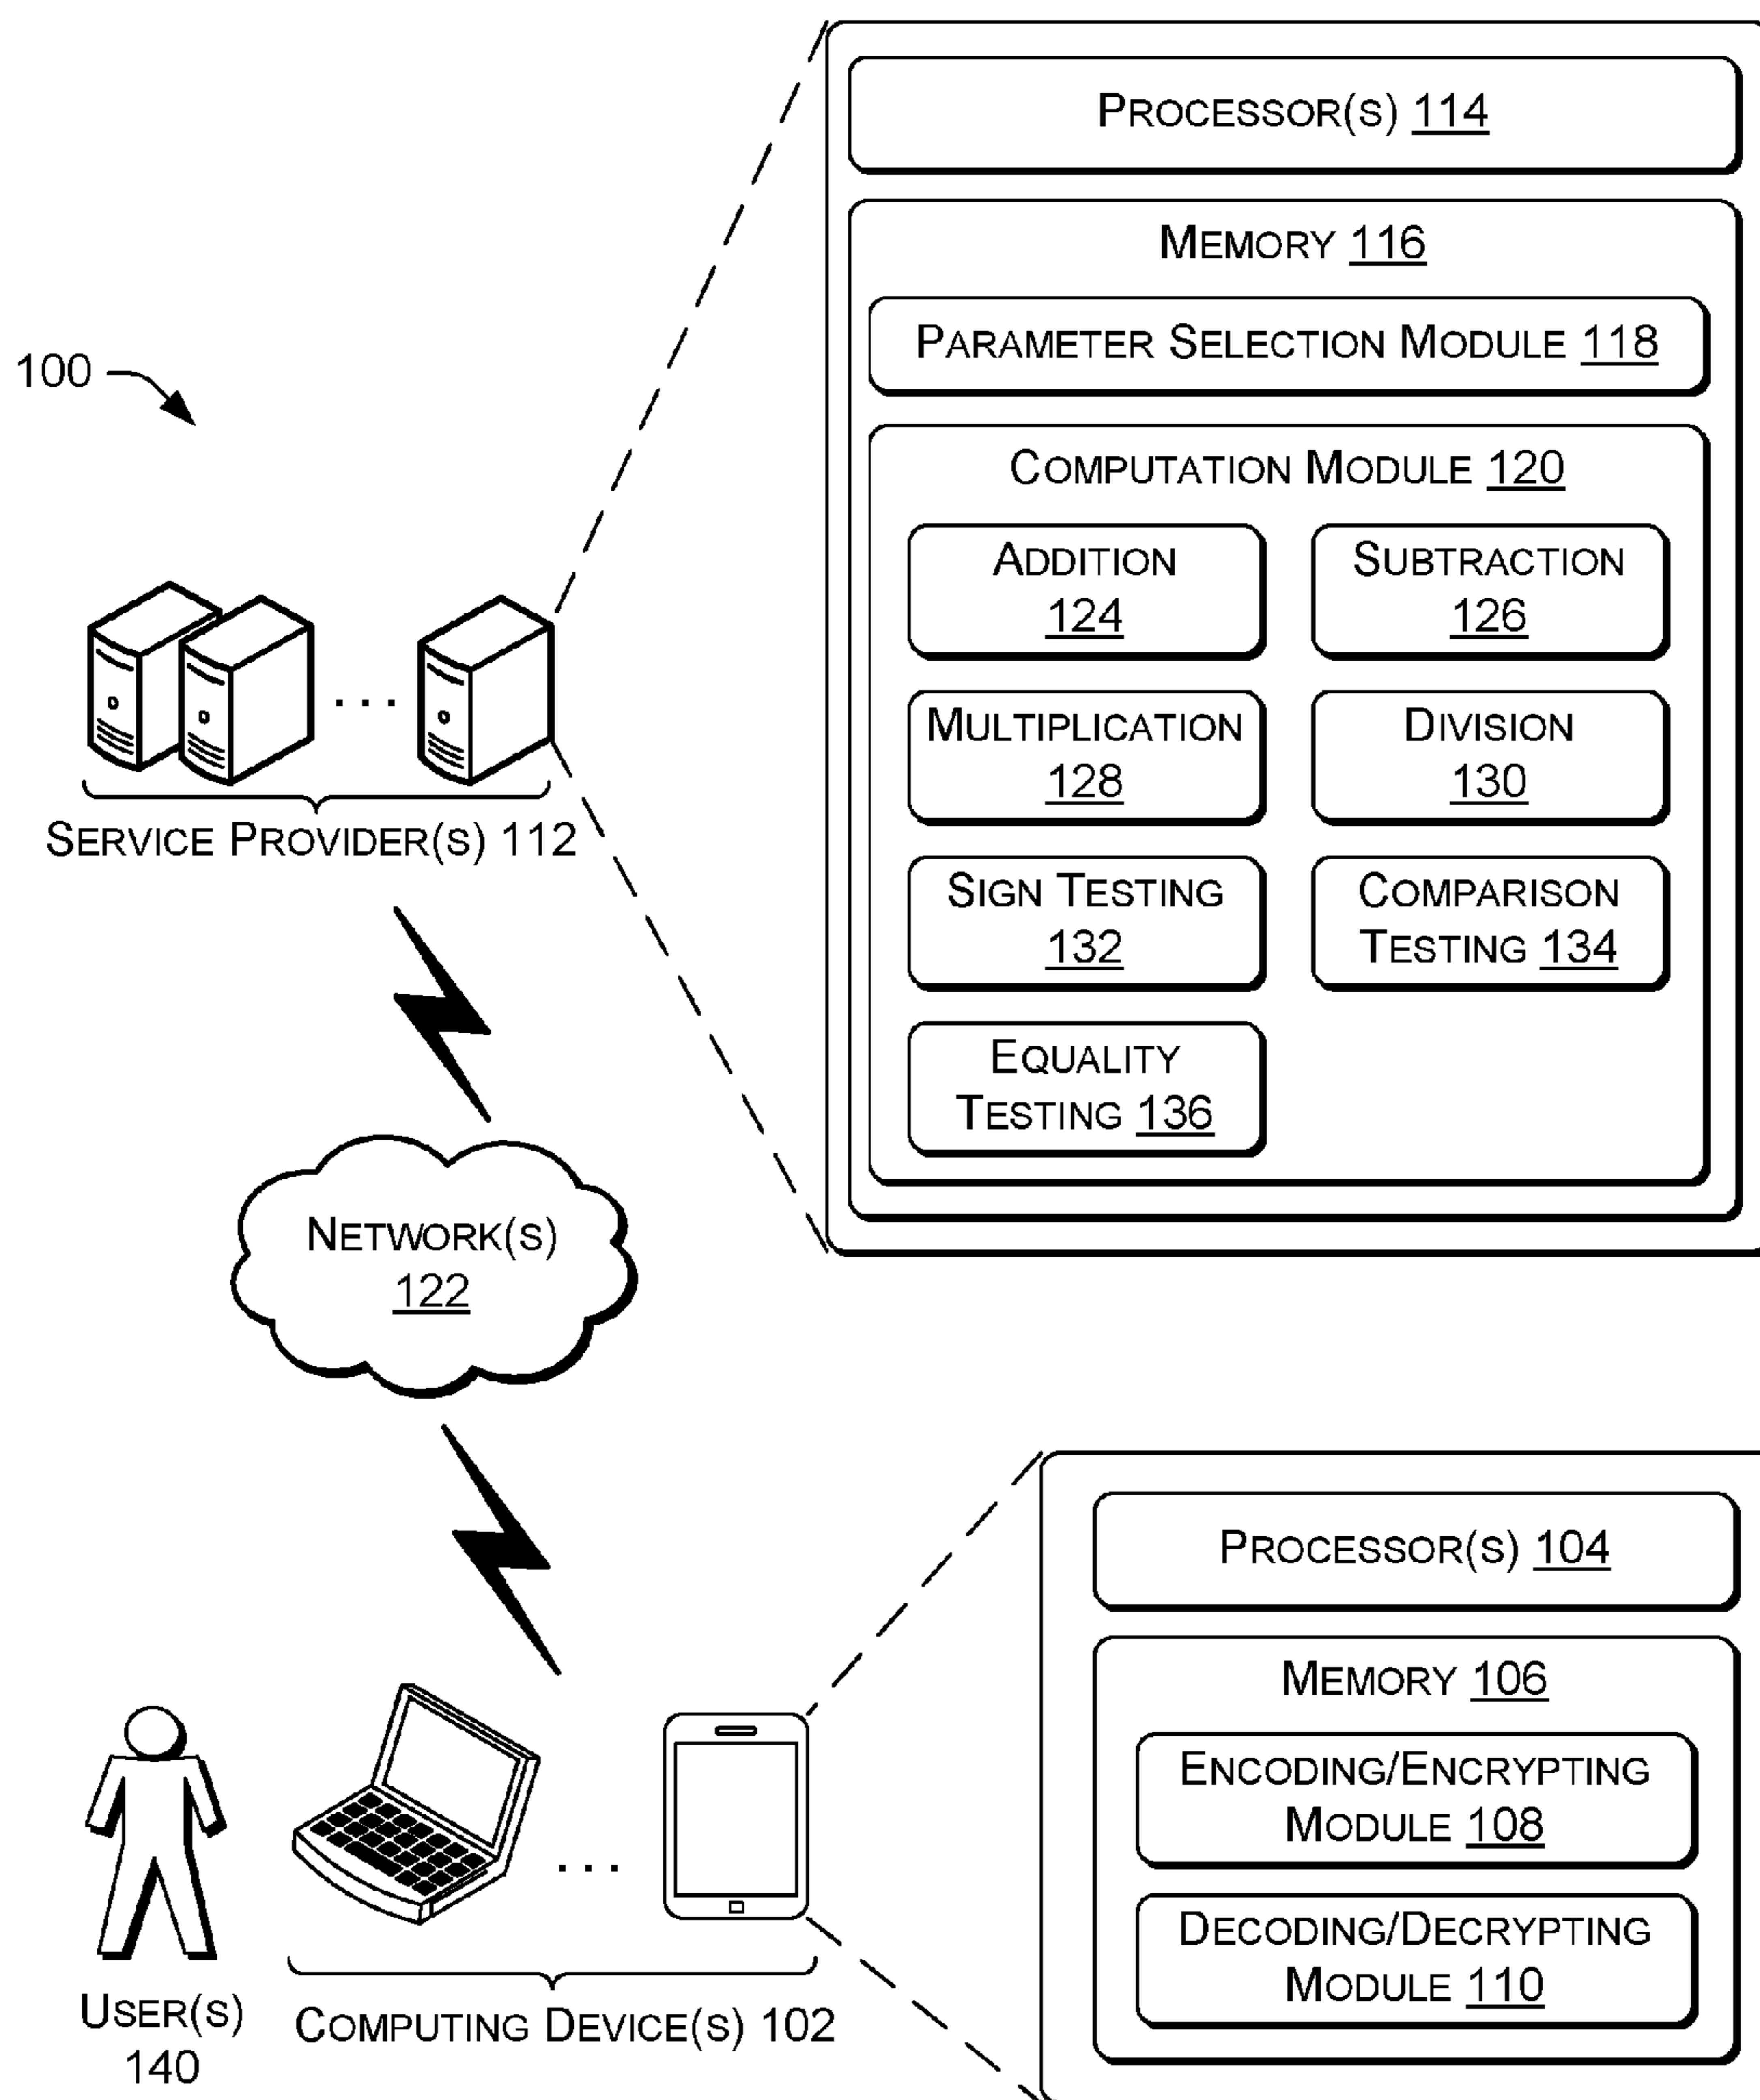 100
PROCESSOR(S) 114
MEMORY 116
PARAMETER SELECTION MODULE 118
COMPUTATION MODULE 120
ADDITION
124
SUBTRACTION
126
MULTIPLICATION
128
DIVISION
130
SIGN TESTING
132
COMPARISON
TESTING 134
EQUALITY
TESTING 136
...
SERVICE PROVIDER(S) 112
NETWORK(S)
122
...
USER(S)
140
COMPUTING DEVICE(S) 102
PROCESSOR(S) 104
MEMORY 106
ENCODING/ENCRYPTING
MODULE 108
DECODING/DECRYPTING
MODULE 110